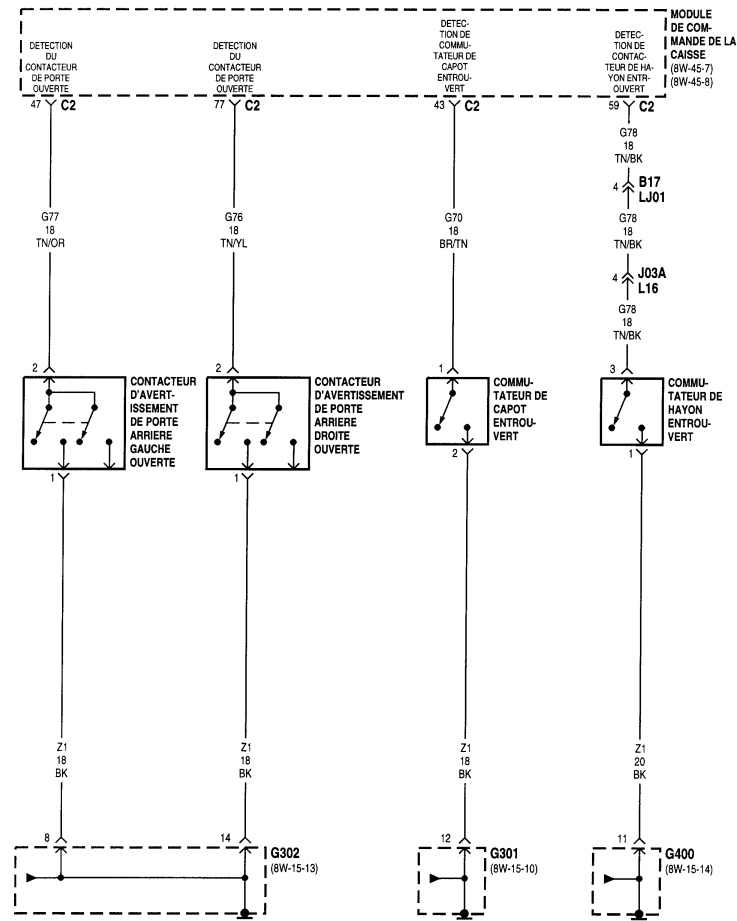 MODULE
DE COM-
MANDE DE LA
CAISSE
(8W-45-7)
(8W-45-8)
DETECTION
DU
CONTACTEUR
DE PORTE
OUVERTE
DETECTION
DU
CONTACTEUR
DE PORTE
OUVERTE
DETEC-
TION DE
COMMU-
TATEUR DE
CAPOT
ENTROU-
VERT
DETEC-
TION DE
CONTAC-
TEUR DE HA-
YON ENTR-
OUVERT
47 C2
77 C2
43 C2
59 C2
G78
18
TN/BK
4 B17
LJ01
G77
18
TN/OR
G76
18
TN/YL
G70
18
BR/TN
G78
18
TN/BK
4 J03A
L16
G78
18
TN/BK
2
2
1
3
CONTACTEUR
D'AVERT-
ISSEMENT
DE PORTE
ARRIERE
GAUCHE
OUVERTE
CONTACTEUR
D'AVERTISSEMENT
DE PORTE
ARRIERE
DROITE
OUVERTE
COMMU-
TATEUR DE
CAPOT
ENTROU-
VERT
COMMU-
TATEUR DE
HAYON
ENTROU-
VERT
1
1
2
1
Z1
18
BK
Z1
18
BK
Z1
18
BK
Z1
20
BK
8
14
12
11
G302
(8W-15-13)
G301
(8W-15-10)
G400
(8W-15-14)